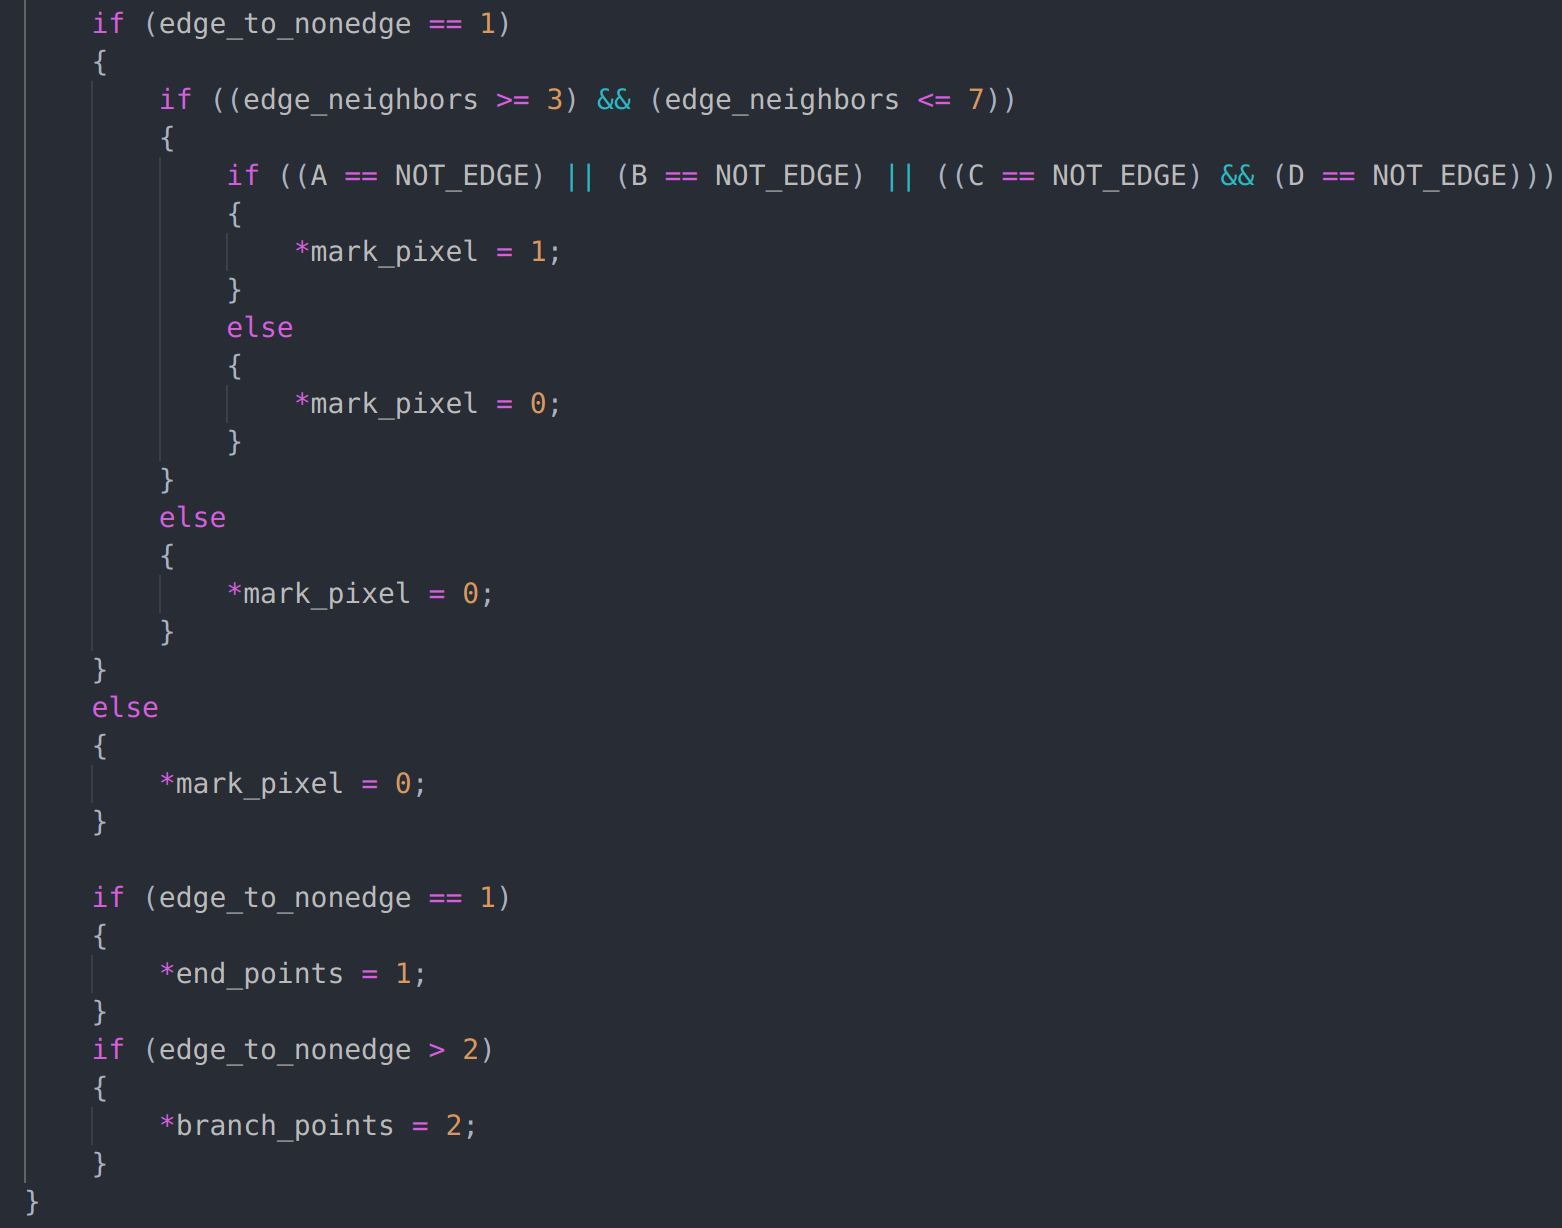 if (edge_to_nonedge == 1)
{
if ((edge_neighbors >= 3) && (edge_neighbors <= 7))
{
if ((A == NOT_EDGE) || (B == NOT_EDGE) || ((C == NOT_EDGE) && (D == NOT_EDGE)))
{
*mark_pixel = 1;
}
else
{
*mark_pixel = 0;
}
}
else
{
*mark_pixel = 0;
}
}
else
{
*mark_pixel = 0;
}
if (edge_to_nonedge == 1)
{
*end_points = 1;
}
if (edge_to_nonedge > 2)
{
*branch_points = 2;
}
}